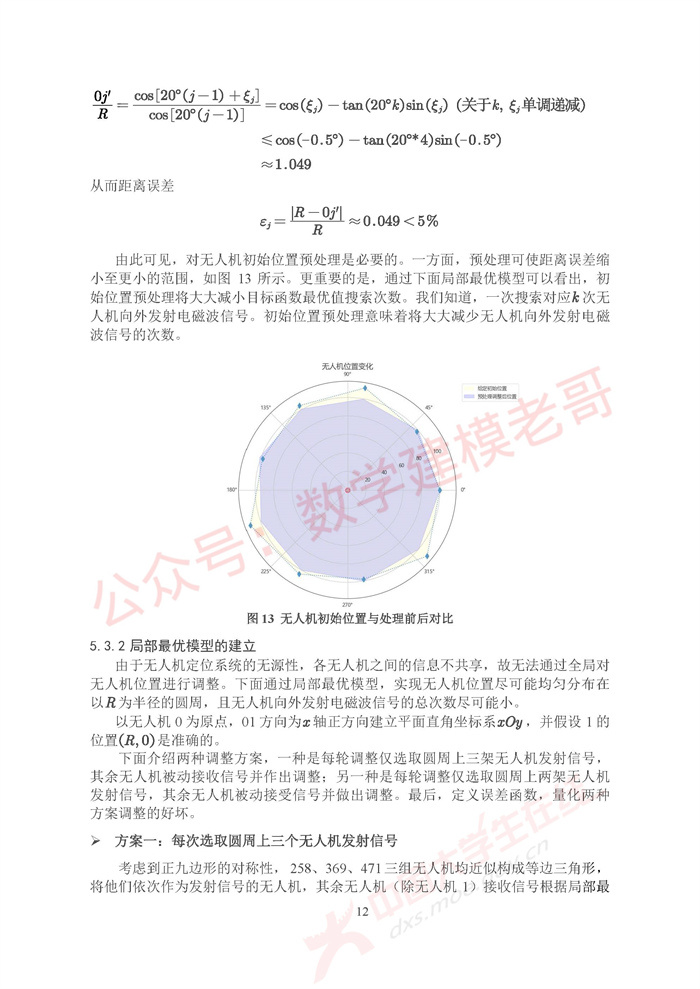 0j′/R = cos[20°(j−1)+ξⱼ]/cos[20°(j−1)] = cos(ξⱼ)−tan(20°k)sin(ξⱼ) (关于k, ξⱼ单调递减)
≤cos(−0.5°)−tan(20°*4)sin(−0.5°)
≈1.049
从而距离误差
εⱼ = |R−0j′|/R ≈0.049<5%
由此可见，对无人机初始位置预处理是必要的。一方面，预处理可使距离误差缩
小至更小的范围，如图 13 所示。更重要的是，通过下面局部最优模型可以看出，初
始位置预处理将大大减小目标函数最优值搜索次数。我们知道，一次搜索对应k次无
人机向外发射电磁波信号。初始位置预处理意味着将大大减少无人机向外发射电磁
波信号的次数。
无人机位置变化
90°
给定初始位置
预处理调整后位置
135°
45°
100
80
60
40
20
180°
0°
225°
315°
270°
公众号：数学建模老哥
图 13 无人机初始位置与处理前后对比
5.3.2 局部最优模型的建立
由于无人机定位系统的无源性，各无人机之间的信息不共享，故无法通过全局对
无人机位置进行调整。下面通过局部最优模型，实现无人机位置尽可能均匀分布在
以R为半径的圆周，且无人机向外发射电磁波信号的总次数尽可能小。
以无人机 0 为原点，01 方向为x轴正方向建立平面直角坐标系xOy，并假设 1 的
位置(R,0)是准确的。
下面介绍两种调整方案，一种是每轮调整仅选取圆周上三架无人机发射信号，
其余无人机被动接收信号并作出调整；另一种是每轮调整仅选取圆周上两架无人机
发射信号，其余无人机被动接受信号并做出调整。最后，定义误差函数，量化两种
方案调整的好坏。
➢ 方案一：每次选取圆周上三个无人机发射信号
考虑到正九边形的对称性，258、369、471 三组无人机均近似构成等边三角形，
将他们依次作为发射信号的无人机，其余无人机（除无人机 1）接收信号根据局部最
中国大学生在线
dxs.moe.gov.cn
12